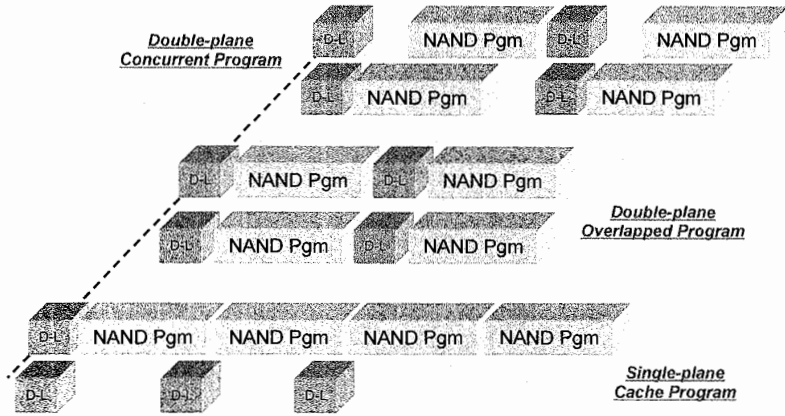 Double-plane
Concurrent Program
D-L NAND Pgm D-L NAND Pgm
D-L NAND Pgm D-L NAND Pgm
D-L NAND Pgm D-L NAND Pgm
D-L NAND Pgm D-L NAND Pgm
Double-plane
Overlapped Program
D-L NAND Pgm NAND Pgm NAND Pgm NAND Pgm
D-L D-L D-L
Single-plane
Cache Program